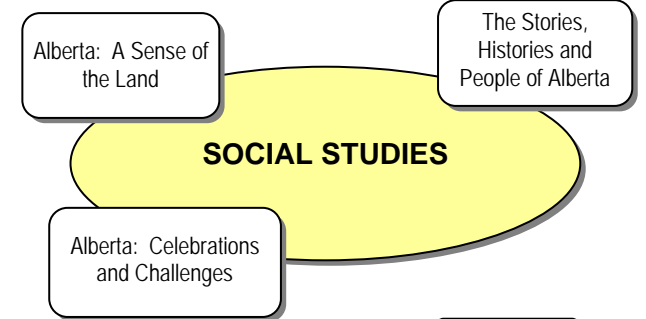 Alberta:  A Sense of
the Land
The Stories,
Histories and
People of Alberta
SOCIAL STUDIES
Alberta:  Celebrations
and Challenges